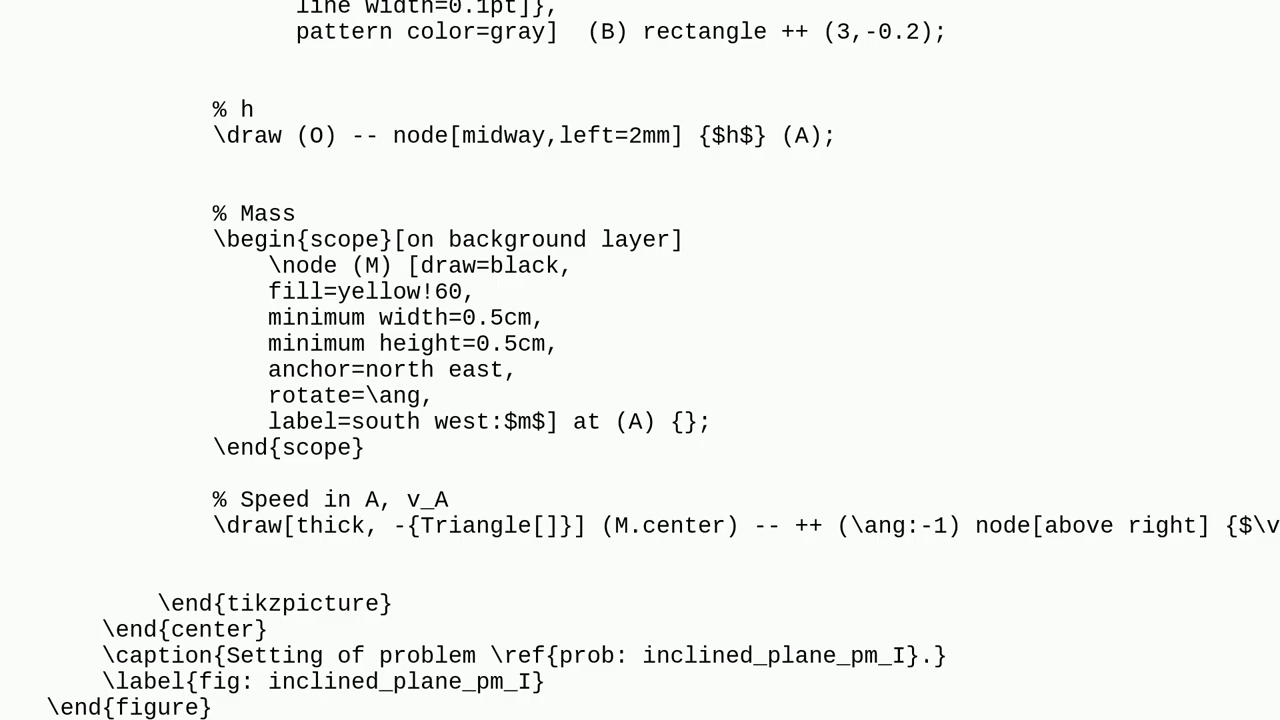 line width=0.1pt]},
pattern color=gray]  (B) rectangle ++ (3,-0.2);
% h
\draw (O) -- node[midway,left=2mm] {$h$} (A);
% Mass
\begin{scope}[on background layer]
\node (M) [draw=black,
fill=yellow!60,
minimum width=0.5cm,
minimum height=0.5cm,
anchor=north east,
rotate=\ang,
label=south west:$m$] at (A) {};
\end{scope}
% Speed in A, v_A
\draw[thick, -{Triangle[]}] (M.center) -- ++ (\ang:-1) node[above right] {$\v
\end{tikzpicture}
\end{center}
\caption{Setting of problem \ref{prob: inclined_plane_pm_I}.}
\label{fig: inclined_plane_pm_I}
\end{figure}